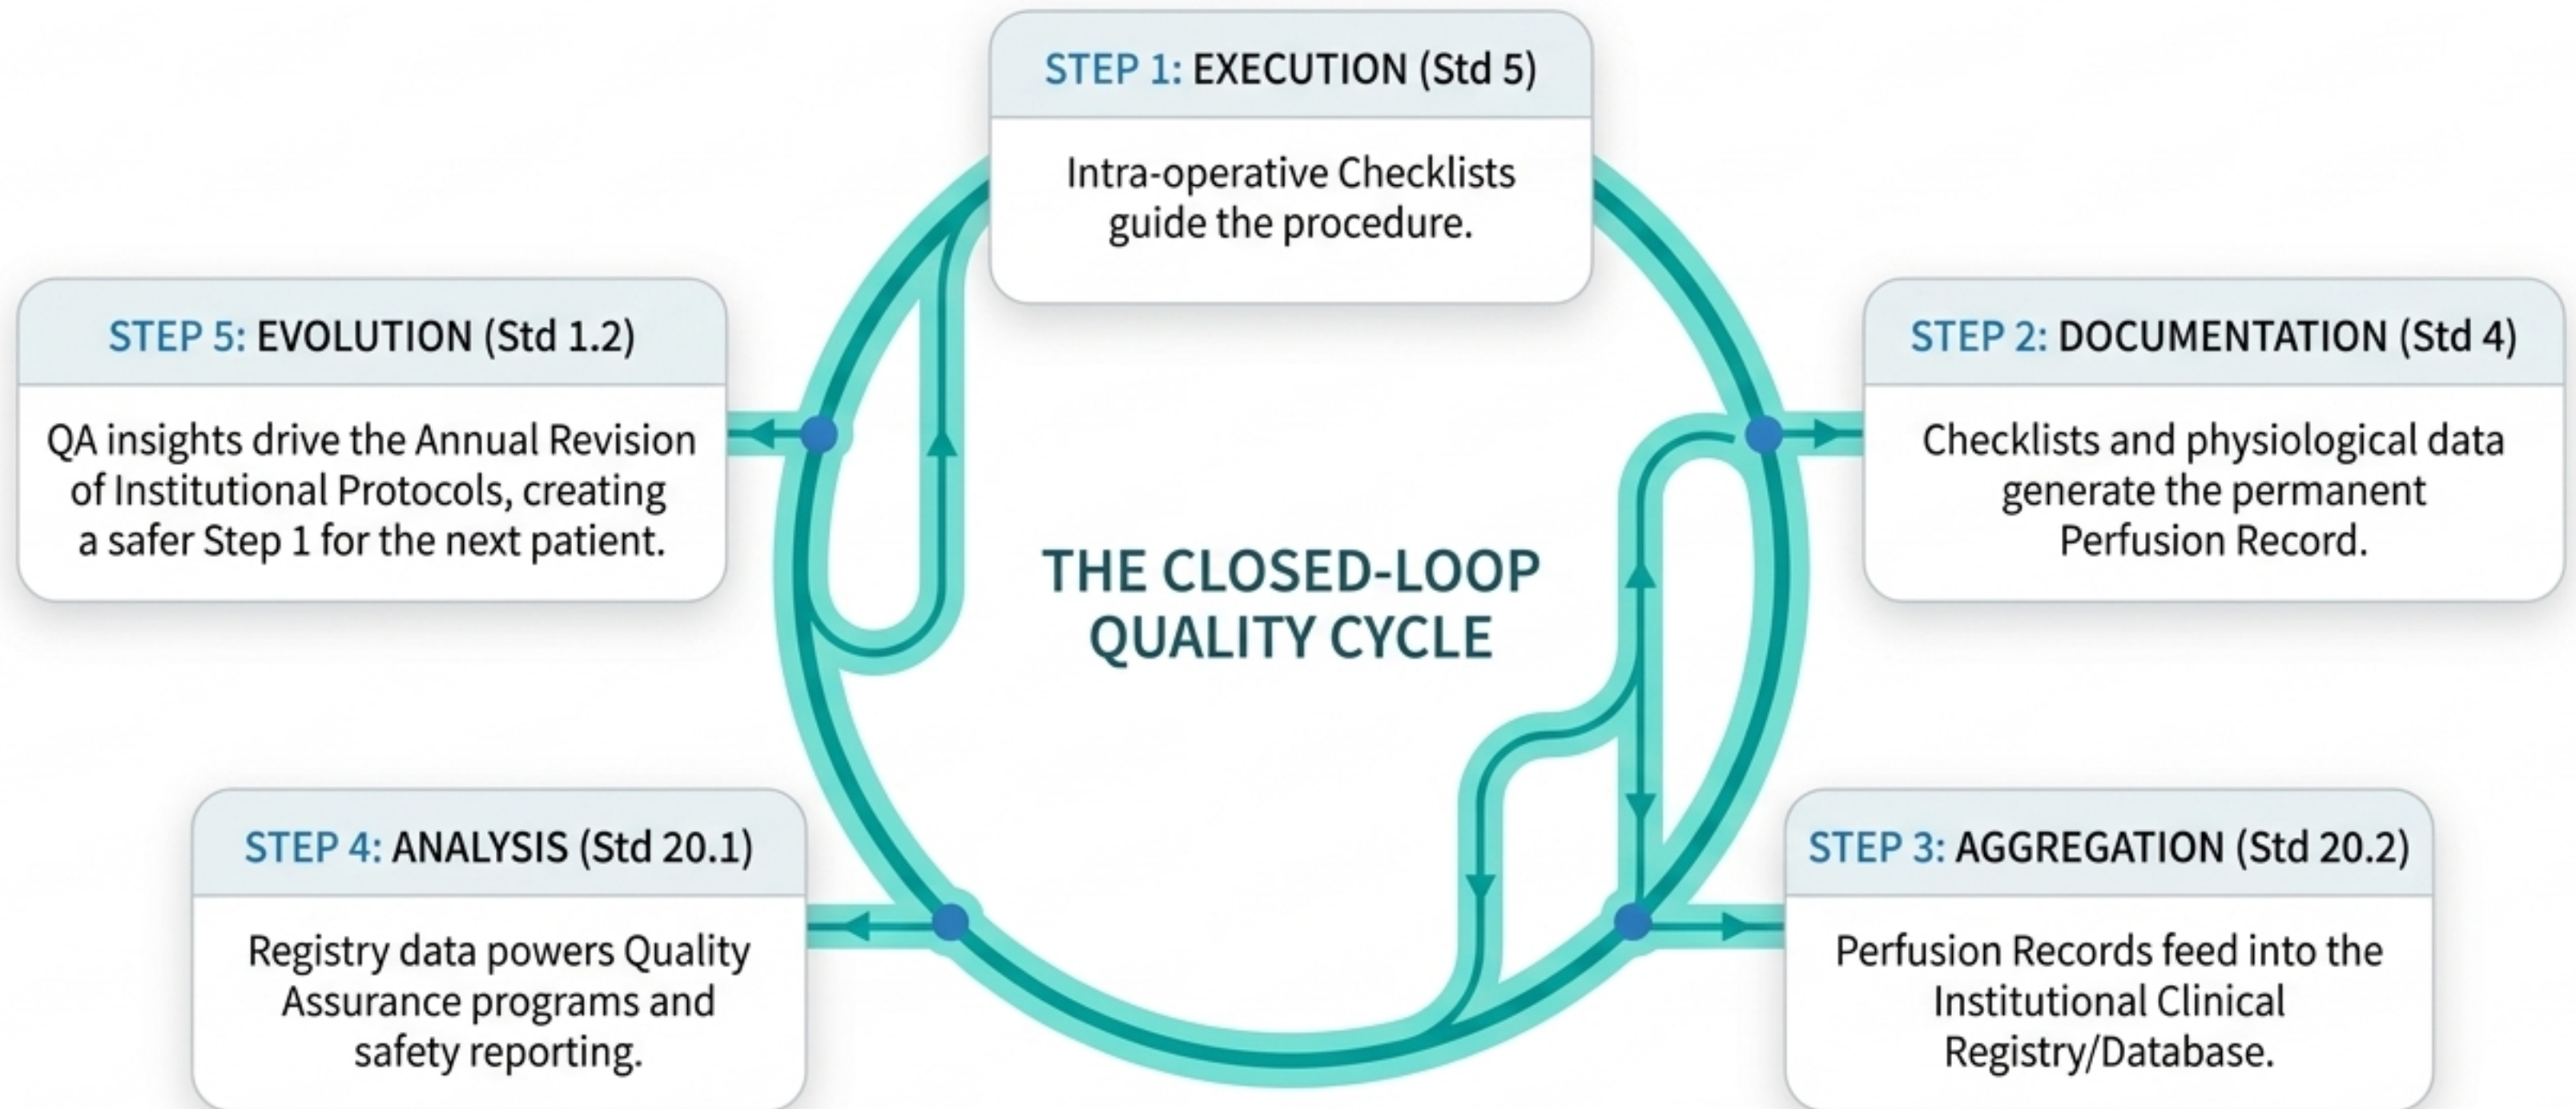 STEP 1: EXECUTION (Std 5)
Intra-operative Checklists
guide the procedure.
STEP 5: EVOLUTION (Std 1.2)
QA insights drive the Annual Revision
of Institutional Protocols, creating
a safer Step 1 for the next patient.
STEP 2: DOCUMENTATION (Std 4)
Checklists and physiological data
generate the permanent
Perfusion Record.
THE CLOSED-LOOP
QUALITY CYCLE
STEP 4: ANALYSIS (Std 20.1)
Registry data powers Quality
Assurance programs and
safety reporting.
STEP 3: AGGREGATION (Std 20.2)
Perfusion Records feed into the
Institutional Clinical
Registry/Database.